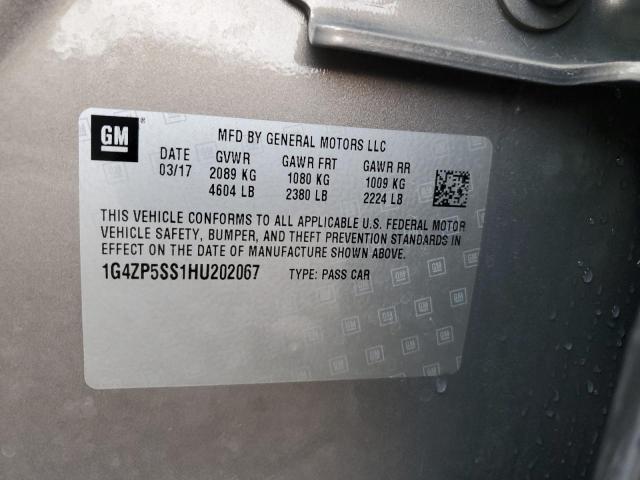 GM
MFD BY GENERAL MOTORS LLC
DATE GVWR GAWR FRT GAWR RR
03/17 2089 KG 1080 KG 1009 KG
4604 LB 2380 LB 2224 LB
THIS VEHICLE CONFORMS TO ALL APPLICABLE U.S. FEDERAL MOTOR
VEHICLE SAFETY, BUMPER, AND THEFT PREVENTION STANDARDS IN
EFFECT ON THE DATE OF MANUFACTURE SHOWN ABOVE.
1G4ZP5SS1HU202067 TYPE: PASS CAR